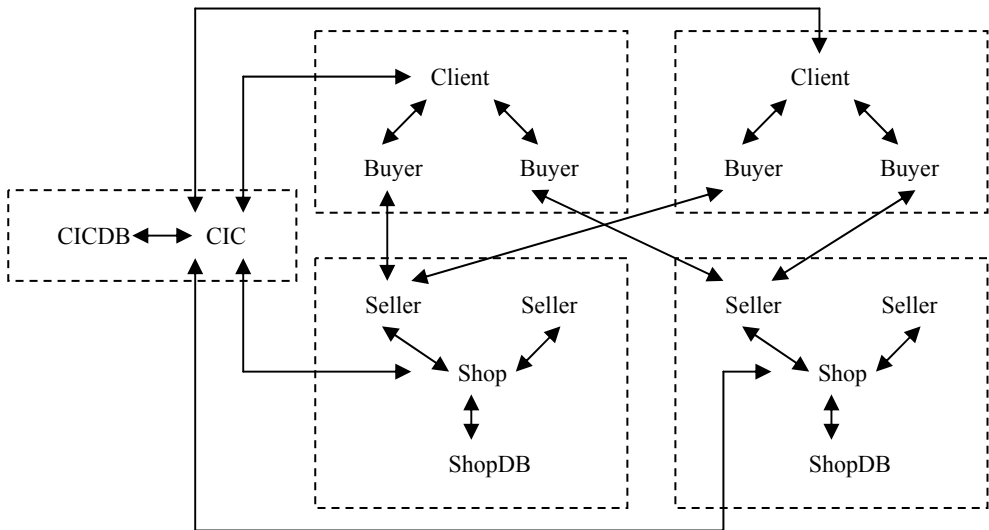 Client Client
Buyer Buyer Buyer Buyer
CICDB CIC
Seller Seller Seller Seller
Shop Shop
ShopDB ShopDB